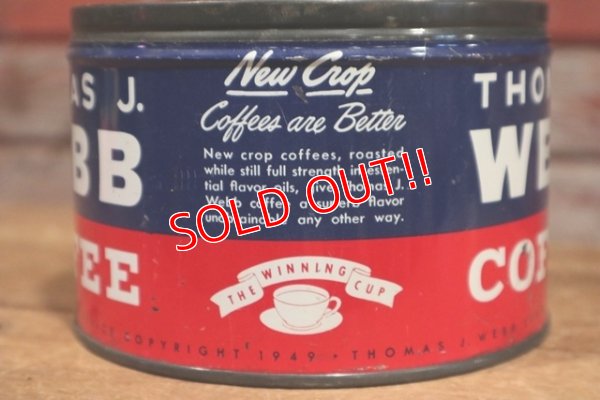 New Crop
Coffees are Better
New crop coffees, roasted
while still full strength in essen-
tial flavor oils, give Thomas J.
Webb coffee a superb flavor
unobtainable any other way.
AS J.
BB
FEE
THO
WE
COF
SOLD OUT!!
THE WINNING CUP
COPYRIGHT 1949 · THOMAS J. WEBB